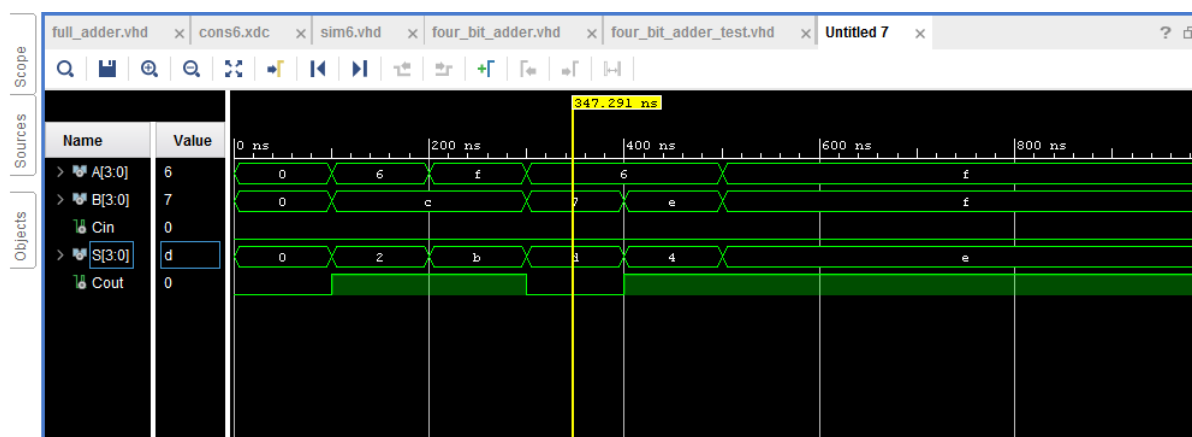 full_adder.vhd × cons6.xdc × sim6.vhd × four_bit_adder.vhd × four_bit_adder_test.vhd × Untitled 7 × ?
Scope
Sources
Objects
347.291 ns
Name Value 0 ns 200 ns 400 ns 600 ns 800 ns
> A[3:0] 6 0 6 f 6 f
> B[3:0] 7 0 c 7 e f
Cin 0
> S[3:0] d 0 2 b d 4 e
Cout 0